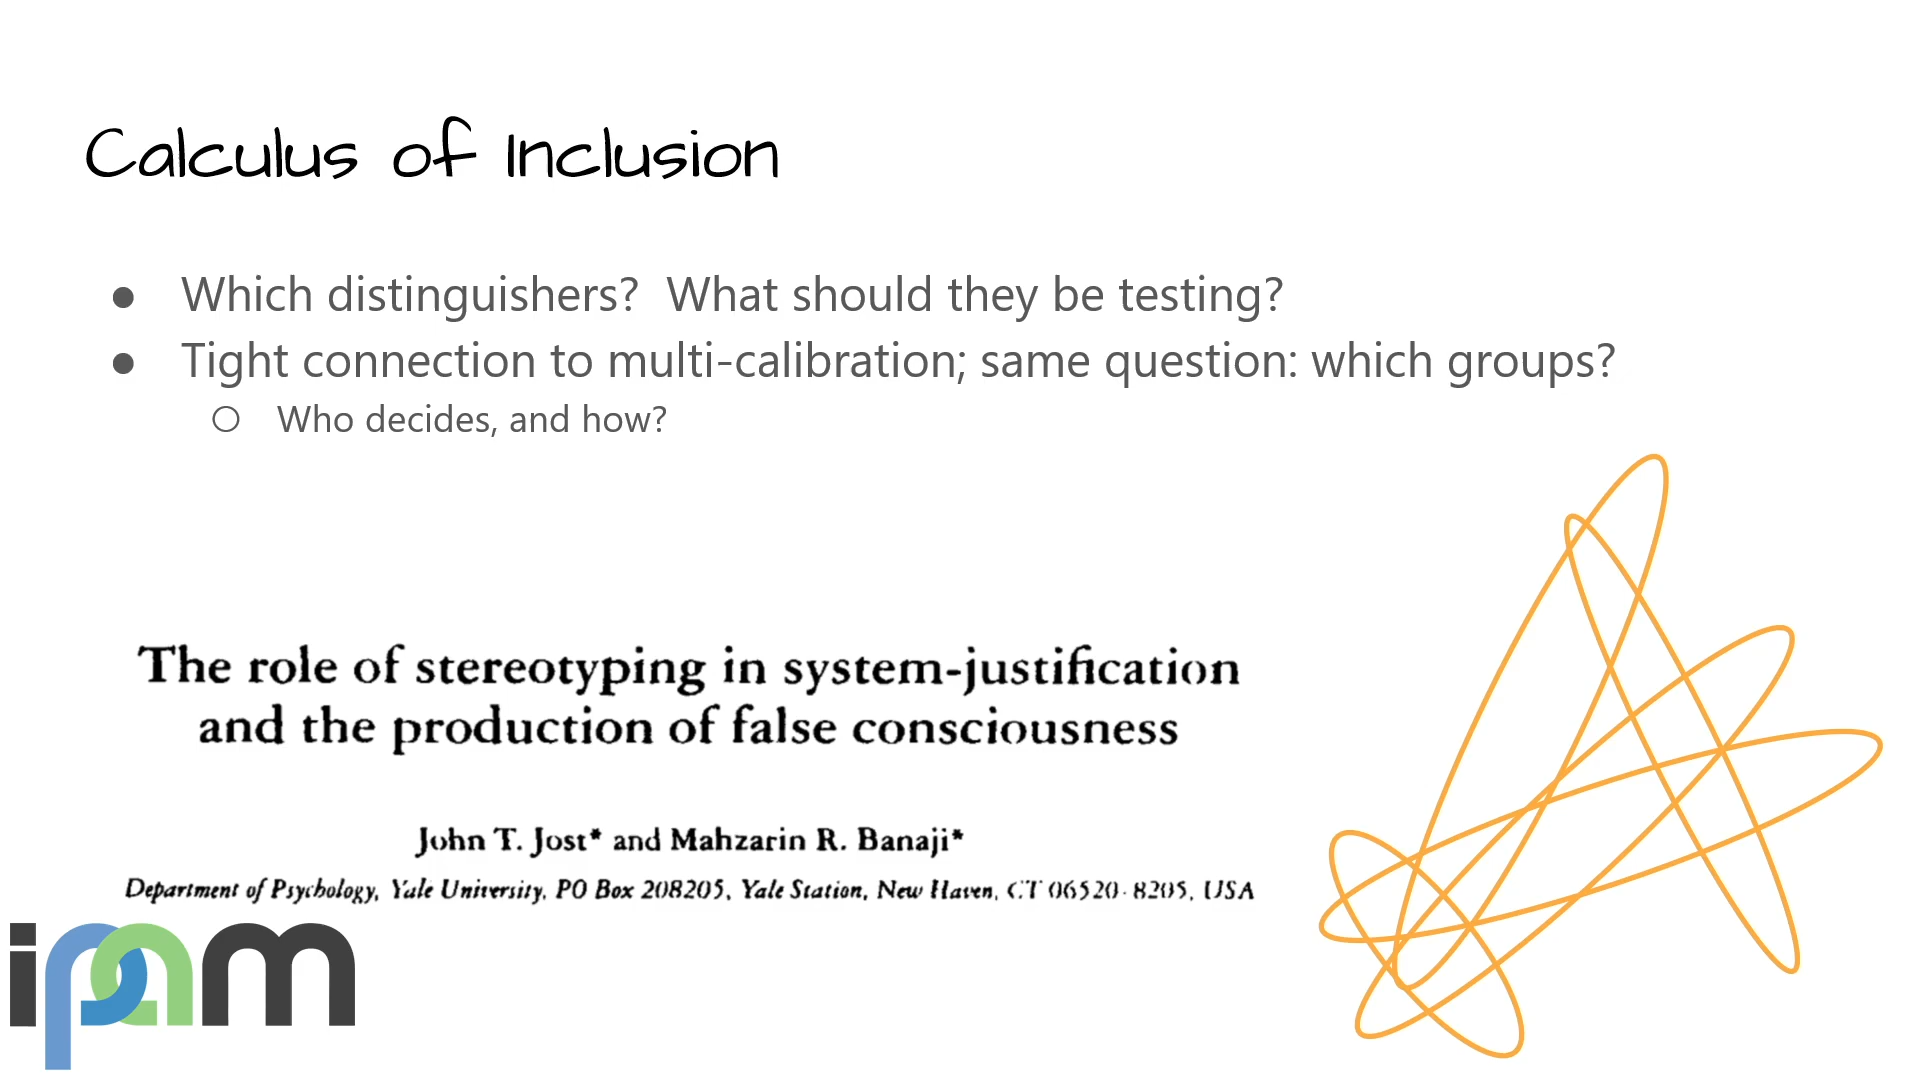 Calculus of Inclusion
● Which distinguishers? What should they be testing?
● Tight connection to multi-calibration; same question: which groups?
○ Who decides, and how?
The role of stereotyping in system-justification
and the production of false consciousness
John T. Jost* and Mahzarin R. Banaji*
Department of Psychology, Yale University, PO Box 208205, Yale Station, New Haven, CT 06520-8205, USA
ipam